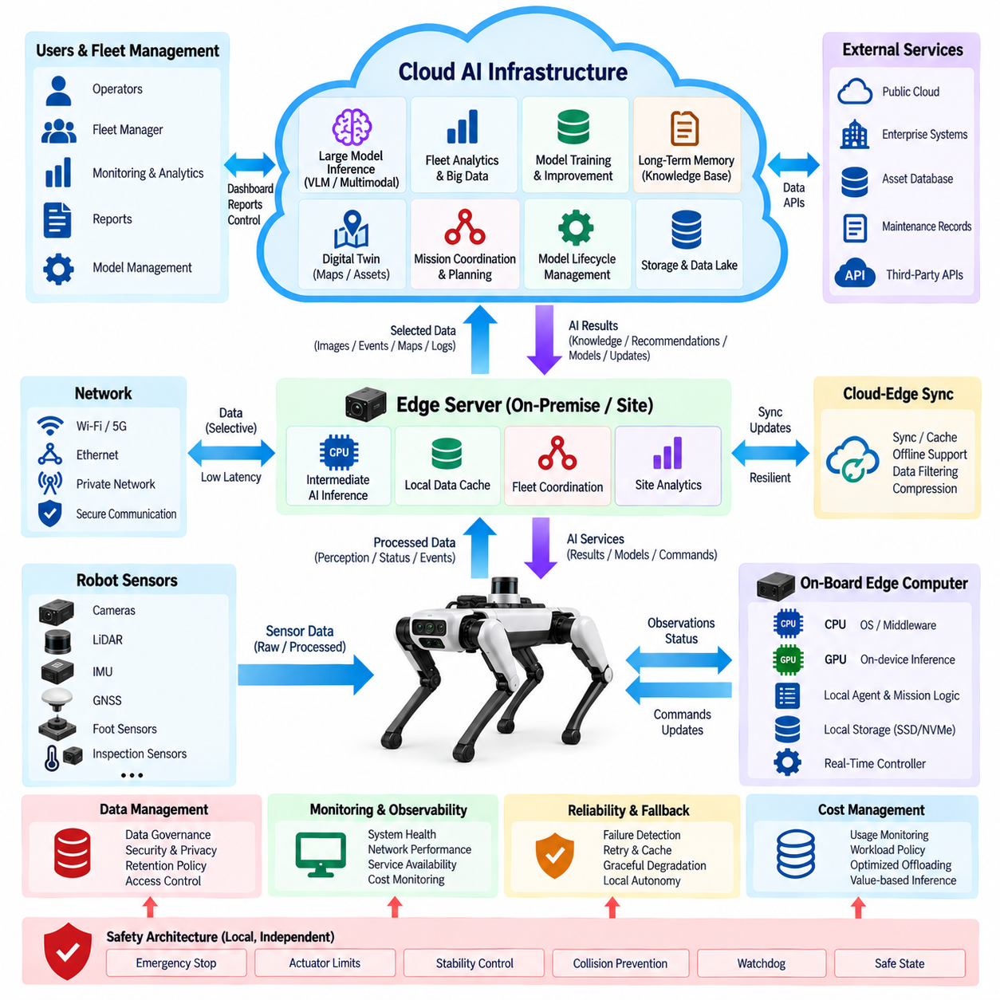 Cloud AI Infrastructure
Users & Fleet Management
Operators
Fleet Manager
Monitoring & Analytics
Reports
Model Management
Dashboard
Reports
Control
Large Model
Inference
(VLM / Multimodal)
Fleet Analytics
& Big Data
Model Training
& Improvement
Long-Term Memory
(Knowledge Base)
Digital Twin
(Maps / Assets)
Mission Coordination
& Planning
Model Lifecycle
Management
Storage & Data Lake
Data
APIs
External Services
Public Cloud
Enterprise Systems
Asset Database
Maintenance Records
API
Third-Party APIs
Selected Data
(Images / Events / Maps / Logs)
AI Results
(Knowledge / Recommendations /
Models / Updates)
Network
Wi-Fi / 5G
Ethernet
Private Network
Secure Communication
Data
(Selective)
Low Latency
Edge Server (On-Premise / Site)
CPU
Intermediate
AI Inference
Local Data Cache
Fleet Coordination
Site Analytics
Sync
Updates
Resilient
Cloud-Edge Sync
Sync / Cache
Offline Support
Data Filtering
Compression
Processed Data
(Perception / Status / Events)
AI Services
(Results / Models / Commands)
Robot Sensors
Cameras
LiDAR
IMU
GNSS
Foot Sensors
Inspection Sensors
Sensor Data
(Raw / Processed)
Observations
Status
Commands
Updates
On-Board Edge Computer
CPU
CPU OS / Middleware
GPU
GPU On-device Inference
Local Agent & Mission Logic
Local Storage (SSD/NVMe)
Real-Time Controller
Data Management
Data Governance
Security & Privacy
Retention Policy
Access Control
Monitoring & Observability
System Health
Network Performance
Service Availability
Cost Monitoring
Reliability & Fallback
Failure Detection
Retry & Cache
Graceful Degradation
Local Autonomy
Cost Management
Usage Monitoring
Workload Policy
Optimized Offloading
Value-based Inference
Safety Architecture (Local, Independent)
Emergency Stop
Actuator Limits
Stability Control
Collision Prevention
Watchdog
Safe State